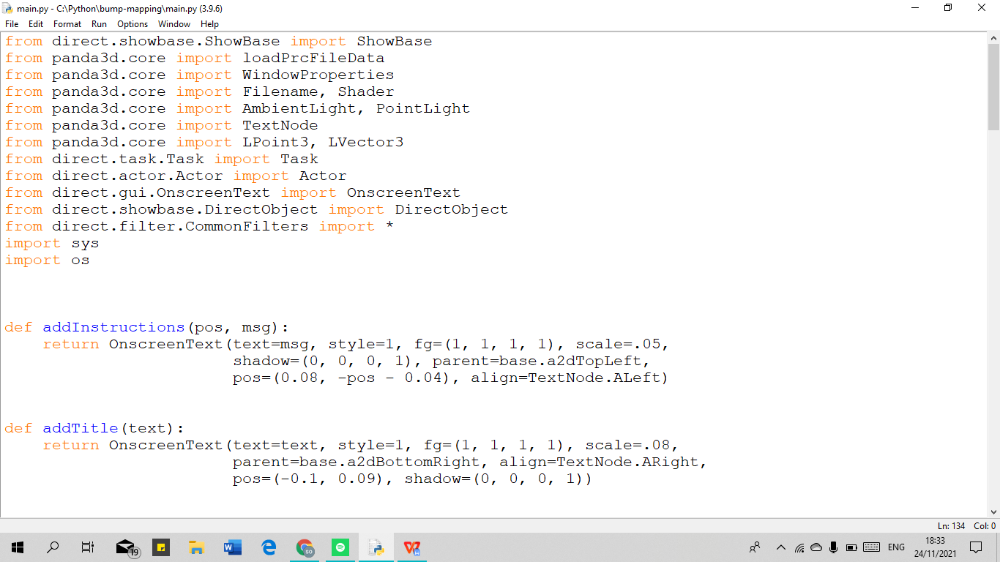 main.py - C:\Python\bump-mapping\main.py (3.9.6)
File Edit Format Run Options Window Help
from direct.showbase.ShowBase import ShowBase
from panda3d.core import loadPrcFileData
from panda3d.core import WindowProperties
from panda3d.core import Filename, Shader
from panda3d.core import AmbientLight, PointLight
from panda3d.core import TextNode
from panda3d.core import LPoint3, LVector3
from direct.task.Task import Task
from direct.actor.Actor import Actor
from direct.gui.OnscreenText import OnscreenText
from direct.showbase.DirectObject import DirectObject
from direct.filter.CommonFilters import *
import sys
import os
def addInstructions(pos, msg):
    return OnscreenText(text=msg, style=1, fg=(1, 1, 1, 1), scale=.05,
                        shadow=(0, 0, 0, 1), parent=base.a2dTopLeft,
                        pos=(0.08, -pos - 0.04), align=TextNode.ALeft)
def addTitle(text):
    return OnscreenText(text=text, style=1, fg=(1, 1, 1, 1), scale=.08,
                        parent=base.a2dBottomRight, align=TextNode.ARight,
                        pos=(-0.1, 0.09), shadow=(0, 0, 0, 1))
Ln: 134 Col: 0
19
SO
ENG
18:33
24/11/2021